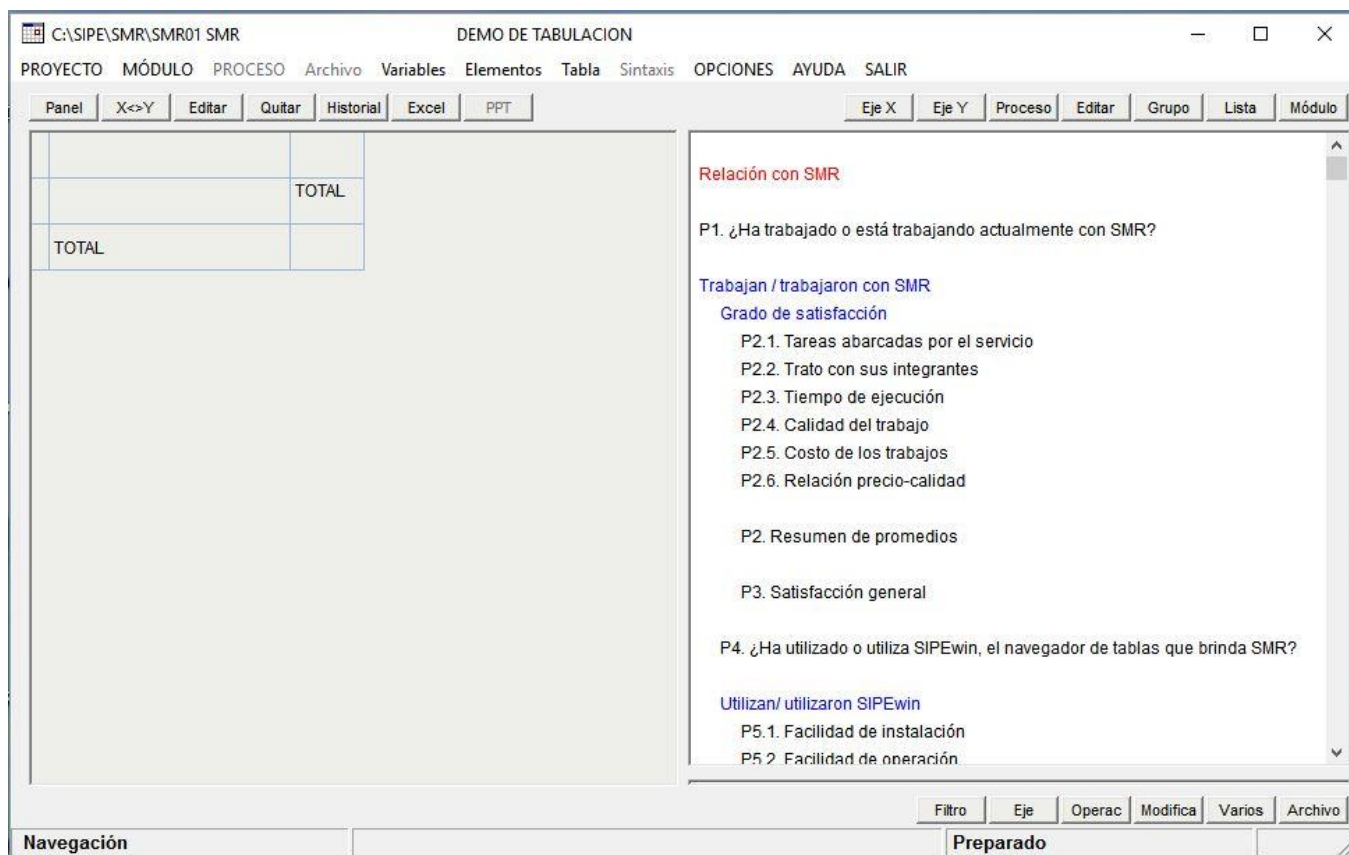 C:\SIPE\SMR\SMR01 SMR DEMO DE TABULACION
PROYECTO MÓDULO PROCESO Archivo Variables Elementos Tabla Sintaxis OPCIONES AYUDA SALIR
Panel X<>Y Editar Quitar Historial Excel PPT Eje X Eje Y Proceso Editar Grupo Lista Módulo
TOTAL
TOTAL
Relación con SMR
P1. ¿Ha trabajado o está trabajando actualmente con SMR?
Trabajan / trabajaron con SMR
Grado de satisfacción
P2.1. Tareas abarcadas por el servicio
P2.2. Trato con sus integrantes
P2.3. Tiempo de ejecución
P2.4. Calidad del trabajo
P2.5. Costo de los trabajos
P2.6. Relación precio-calidad
P2. Resumen de promedios
P3. Satisfacción general
P4. ¿Ha utilizado o utiliza SIPEwin, el navegador de tablas que brinda SMR?
Utilizan/ utilizaron SIPEwin
P5.1. Facilidad de instalación
P5.2. Facilidad de operación
Filtro Eje Operac Modifica Varios Archivo
Navegación Preparado